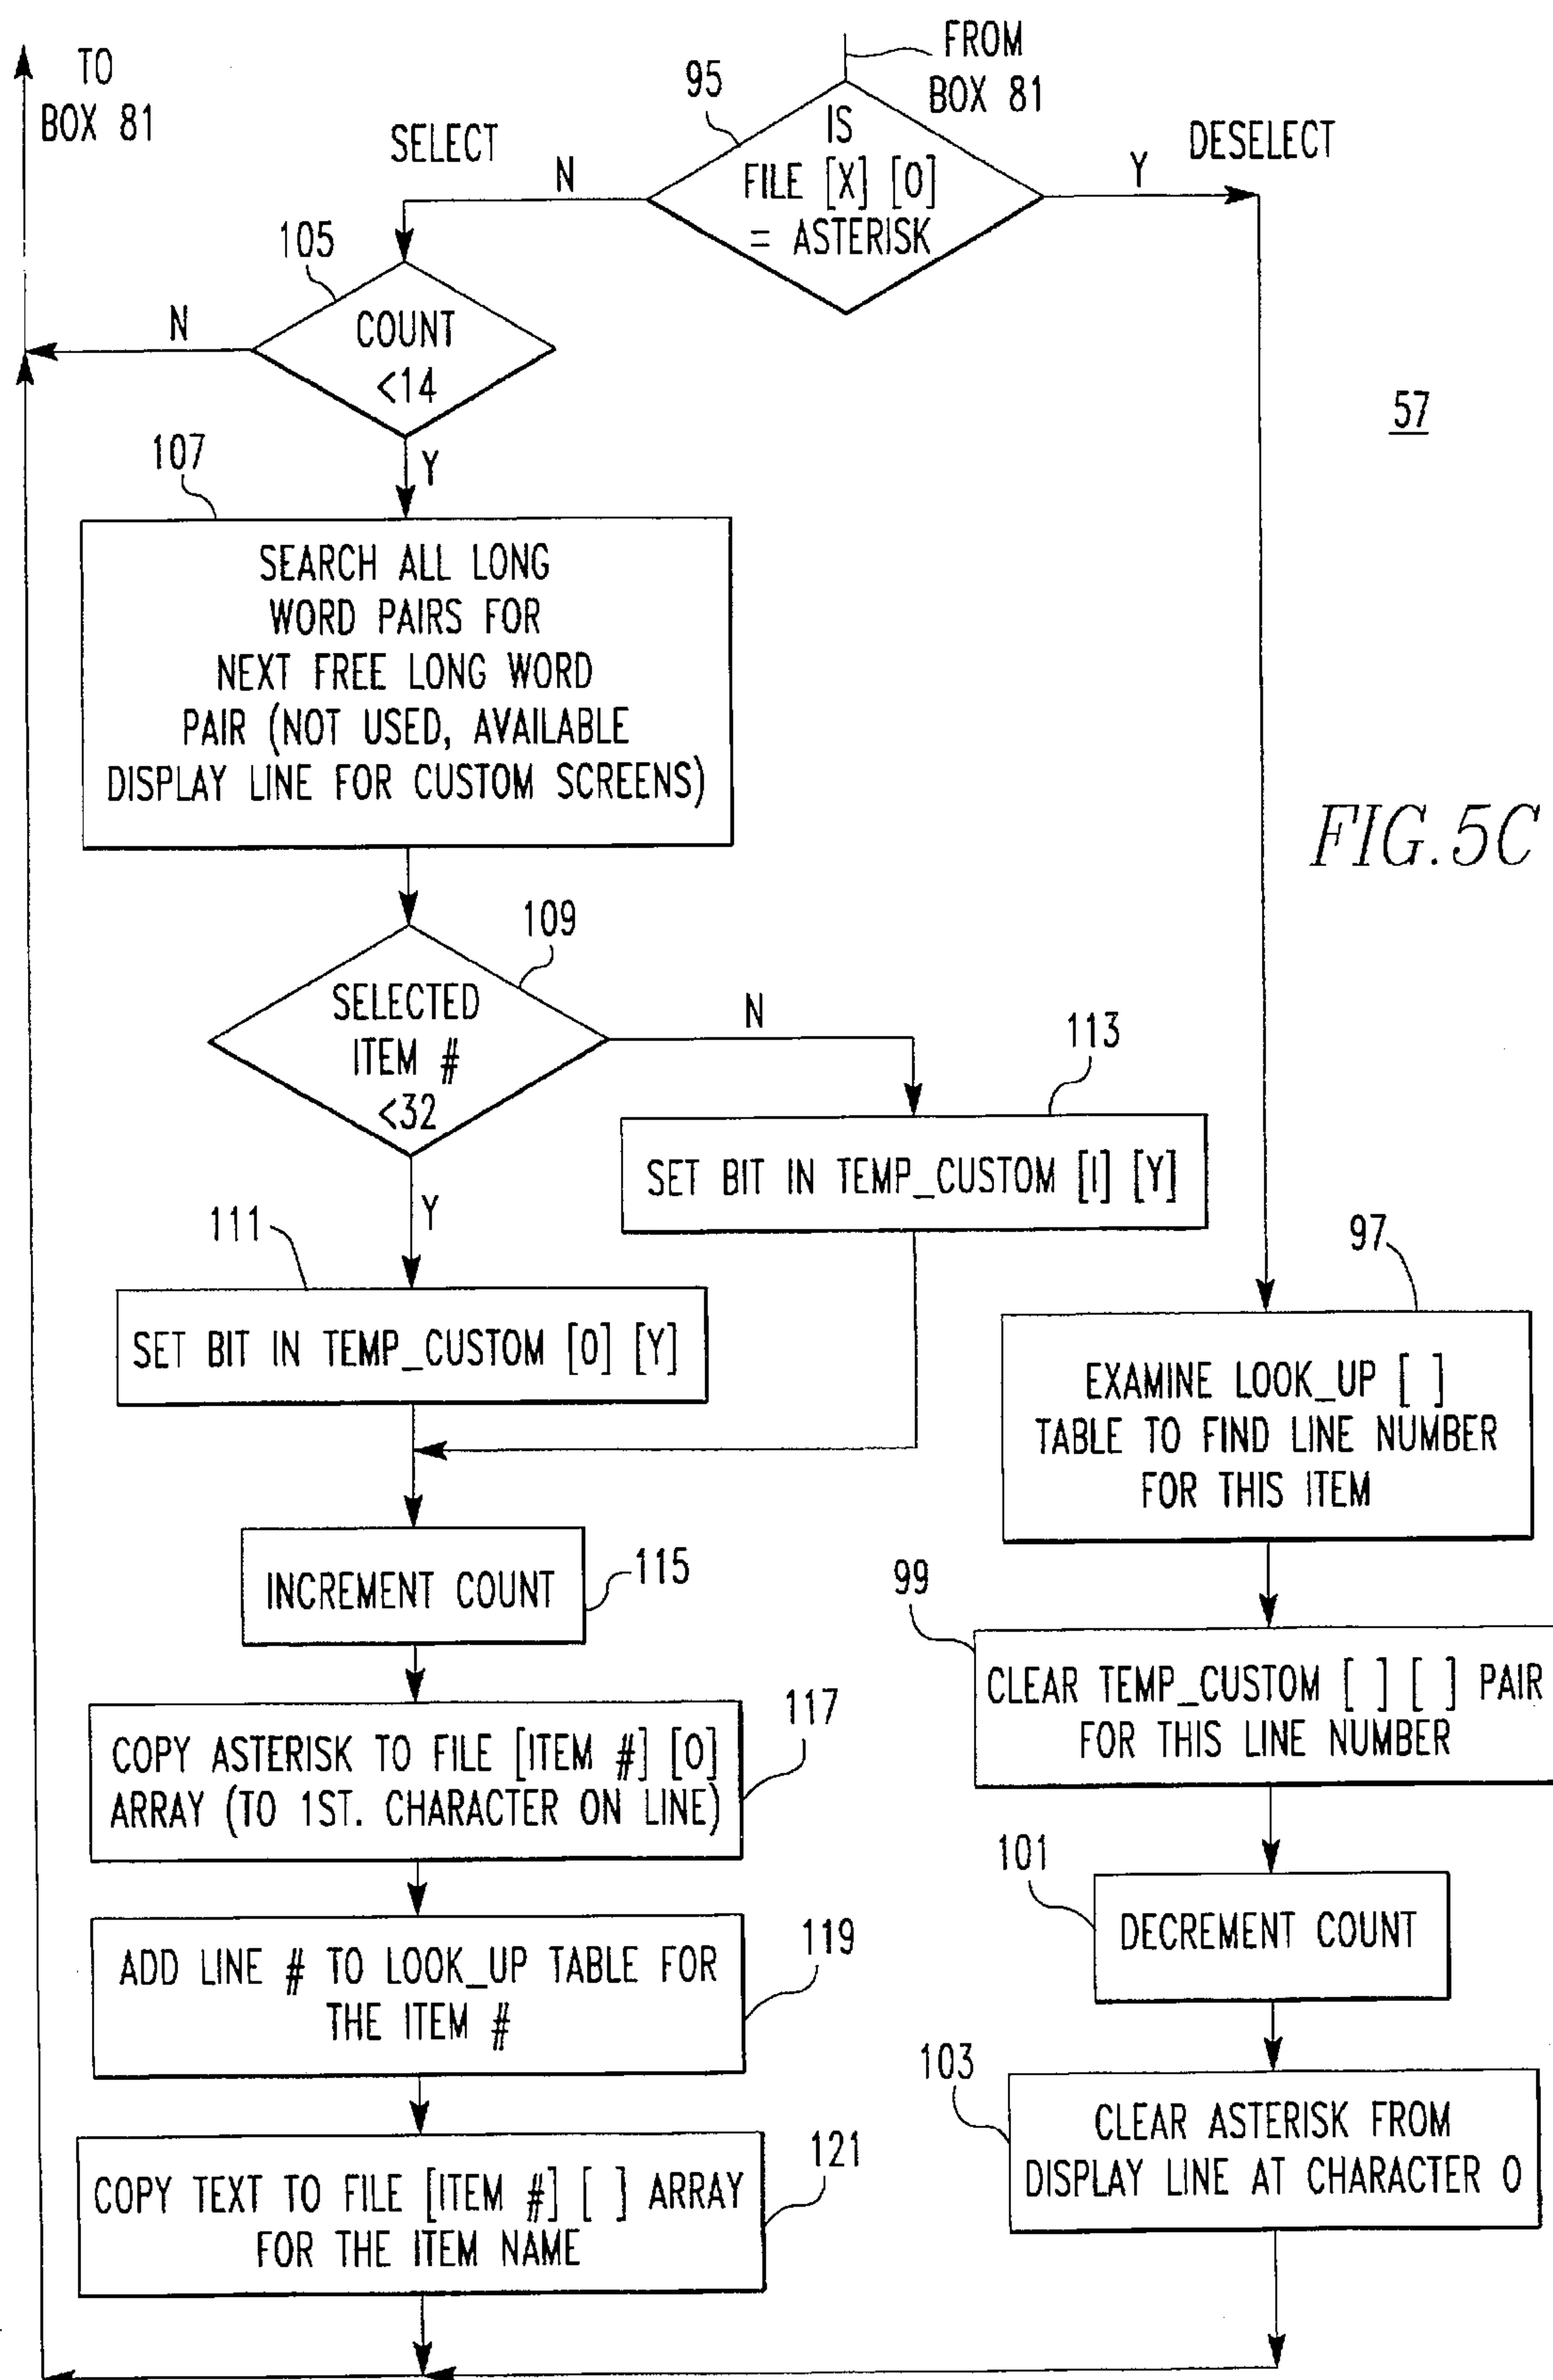 TO
BOX 81
FROM
BOX 81
95
IS
FILE [X] [0]
= ASTERISK
SELECT
N
Y
DESELECT
105
COUNT
<14
N
Y
57
107
SEARCH ALL LONG
WORD PAIRS FOR
NEXT FREE LONG WORD
PAIR (NOT USED, AVAILABLE
DISPLAY LINE FOR CUSTOM SCREENS)
FIG.5C
109
SELECTED
ITEM #
<32
N
Y
113
SET BIT IN TEMP_CUSTOM [1] [Y]
111
SET BIT IN TEMP_CUSTOM [0] [Y]
97
EXAMINE LOOK_UP [ ]
TABLE TO FIND LINE NUMBER
FOR THIS ITEM
INCREMENT COUNT
115
99
CLEAR TEMP_CUSTOM [ ] [ ] PAIR
FOR THIS LINE NUMBER
117
COPY ASTERISK TO FILE [ITEM #] [0]
ARRAY (TO 1ST. CHARACTER ON LINE)
101
DECREMENT COUNT
119
ADD LINE # TO LOOK_UP TABLE FOR
THE ITEM #
103
CLEAR ASTERISK FROM
DISPLAY LINE AT CHARACTER 0
121
COPY TEXT TO FILE [ITEM #] [ ] ARRAY
FOR THE ITEM NAME